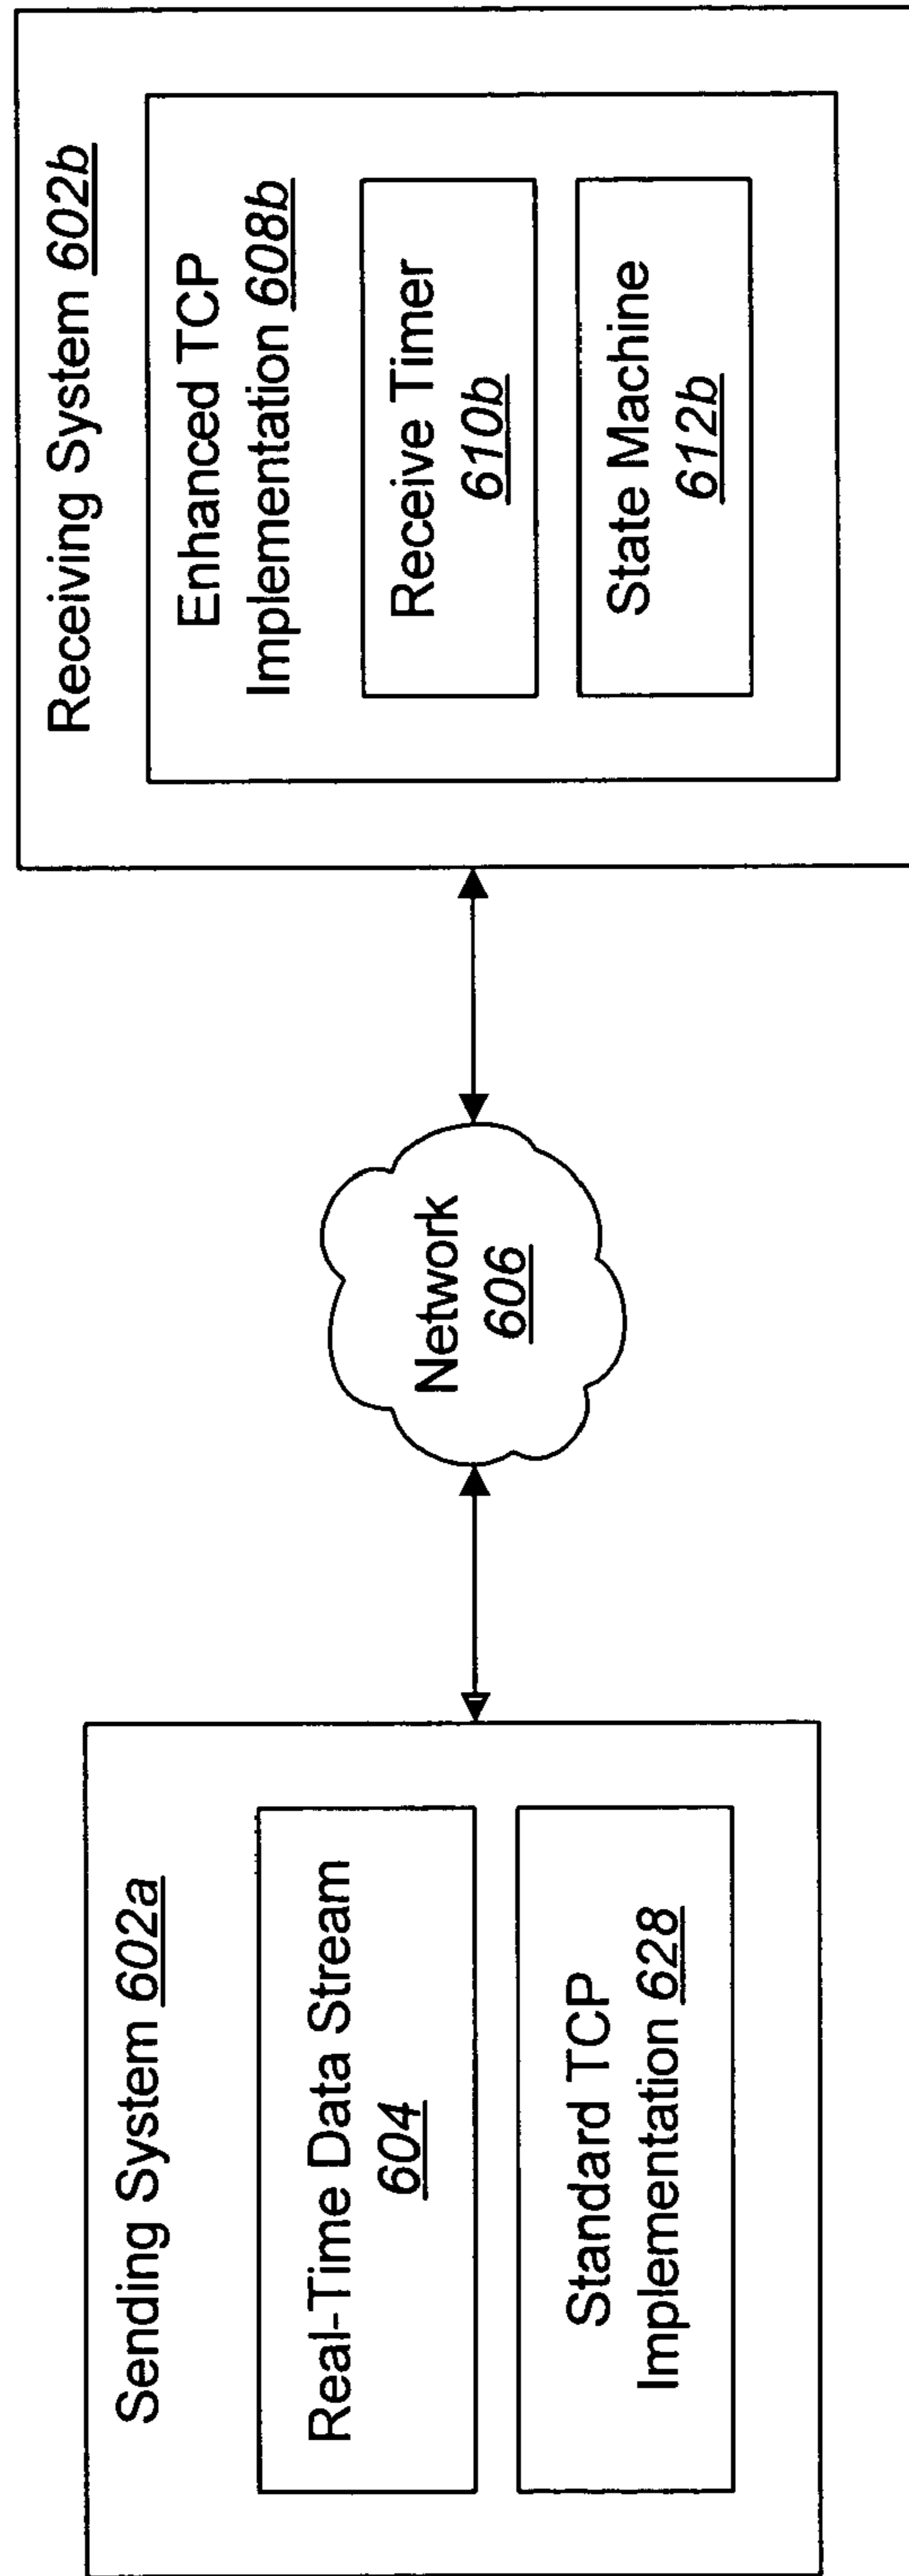 Sending System 602a
Real-Time Data Stream
604
Standard TCP
Implementation 628
Network
606
Receiving System 602b
Enhanced TCP
Implementation 608b
Receive Timer
610b
State Machine
612b